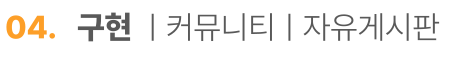 04. 구현 | 커뮤니티 | 자유게시판